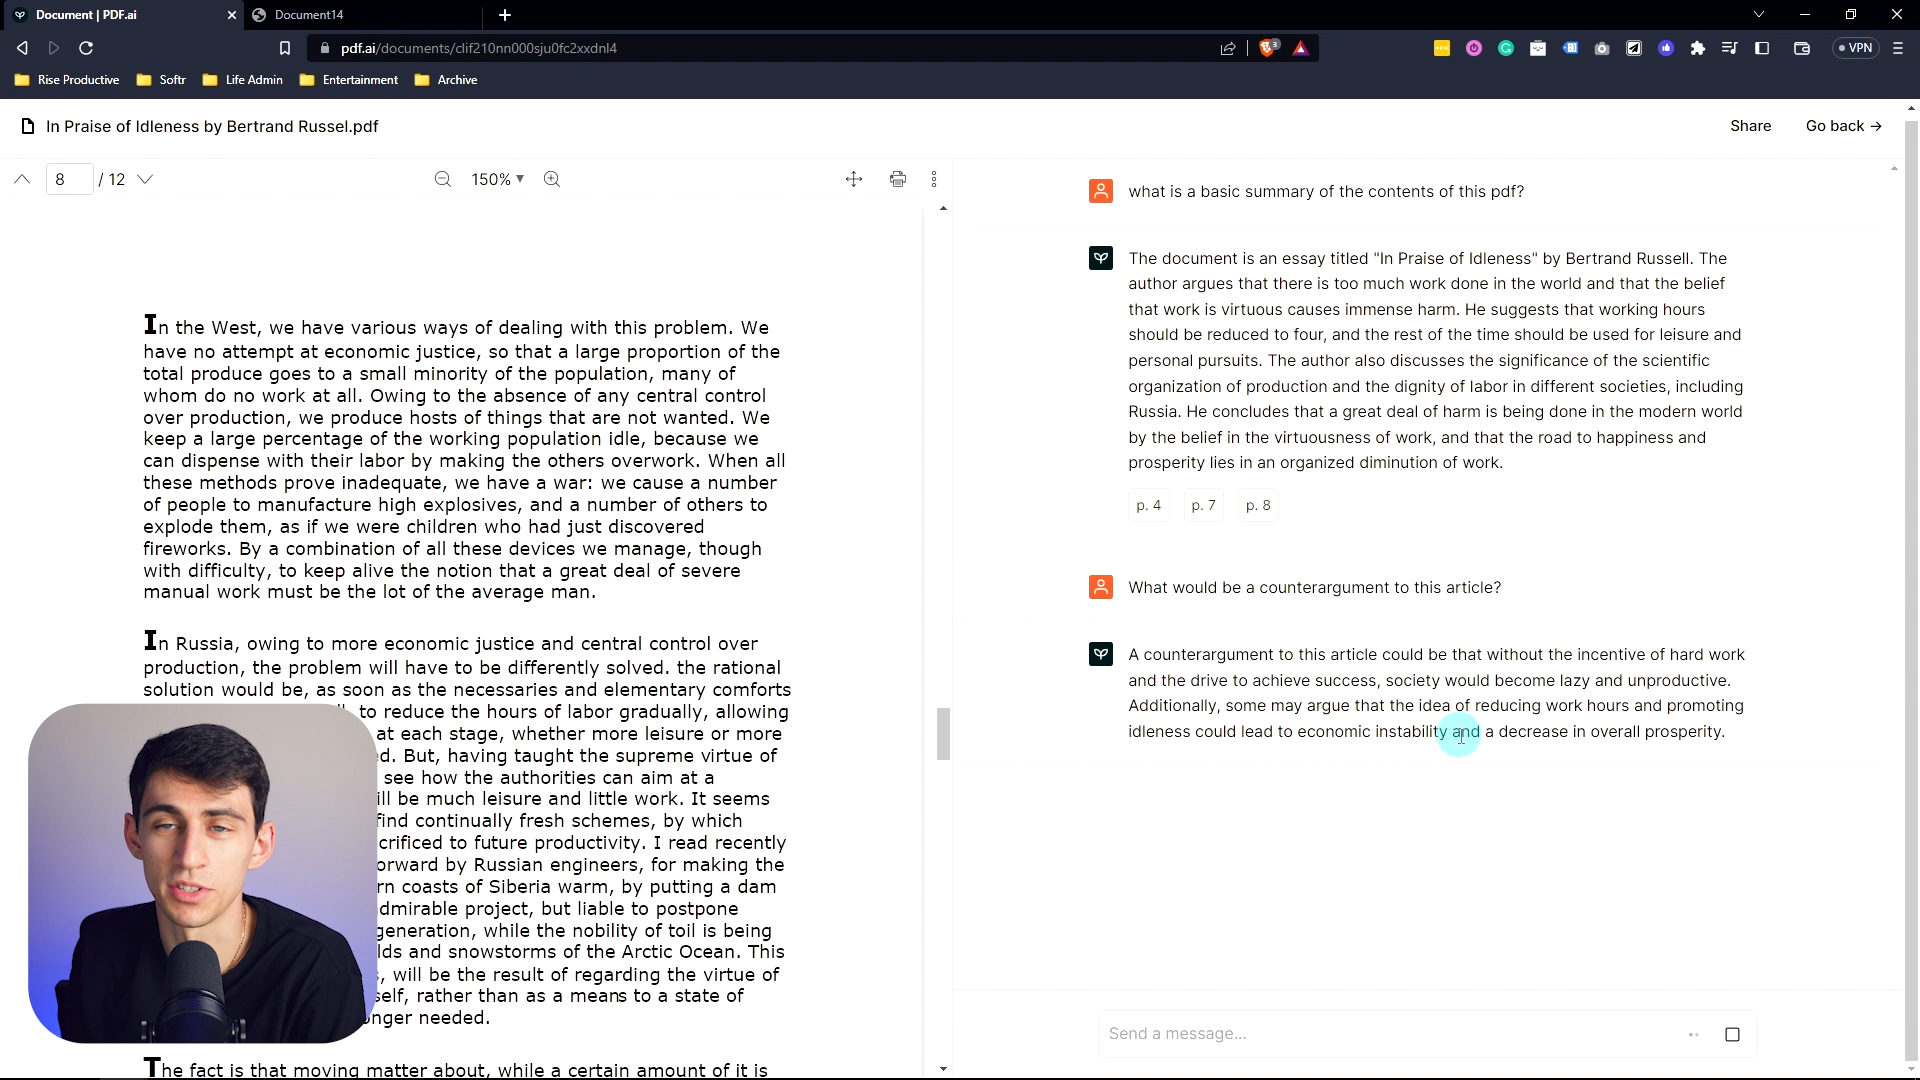 Document | PDF.ai
Document14
pdf.ai/documents/clif210nn000sju0fc2xxdnl4
3
VPN
Rise Productive
Softr
Life Admin
Entertainment
Archive
In Praise of Idleness by Bertrand Russel.pdf
Share
Go back →
8 / 12
150%
In the West, we have various ways of dealing with this problem. We
have no attempt at economic justice, so that a large proportion of the
total produce goes to a small minority of the population, many of
whom do no work at all. Owing to the absence of any central control
over production, we produce hosts of things that are not wanted. We
keep a large percentage of the working population idle, because we
can dispense with their labor by making the others overwork. When all
these methods prove inadequate, we have a war: we cause a number
of people to manufacture high explosives, and a number of others to
explode them, as if we were children who had just discovered
fireworks. By a combination of all these devices we manage, though
with difficulty, to keep alive the notion that a great deal of severe
manual work must be the lot of the average man.
In Russia, owing to more economic justice and central control over
production, the problem will have to be differently solved. the rational
solution would be, as soon as the necessaries and elementary comforts
to reduce the hours of labor gradually, allowing
at each stage, whether more leisure or more
d. But, having taught the supreme virtue of
see how the authorities can aim at a
ill be much leisure and little work. It seems
find continually fresh schemes, by which
crificed to future productivity. I read recently
orward by Russian engineers, for making the
rn coasts of Siberia warm, by putting a dam
dmirable project, but liable to postpone
generation, while the nobility of toil is being
lds and snowstorms of the Arctic Ocean. This
, will be the result of regarding the virtue of
self, rather than as a means to a state of
onger needed.
The fact is that moving matter about, while a certain amount of it is
what is a basic summary of the contents of this pdf?
The document is an essay titled "In Praise of Idleness" by Bertrand Russell. The
author argues that there is too much work done in the world and that the belief
that work is virtuous causes immense harm. He suggests that working hours
should be reduced to four, and the rest of the time should be used for leisure and
personal pursuits. The author also discusses the significance of the scientific
organization of production and the dignity of labor in different societies, including
Russia. He concludes that a great deal of harm is being done in the modern world
by the belief in the virtuousness of work, and that the road to happiness and
prosperity lies in an organized diminution of work.
p. 4
p. 7
p. 8
What would be a counterargument to this article?
A counterargument to this article could be that without the incentive of hard work
and the drive to achieve success, society would become lazy and unproductive.
Additionally, some may argue that the idea of reducing work hours and promoting
idleness could lead to economic instability and a decrease in overall prosperity.
Send a message...